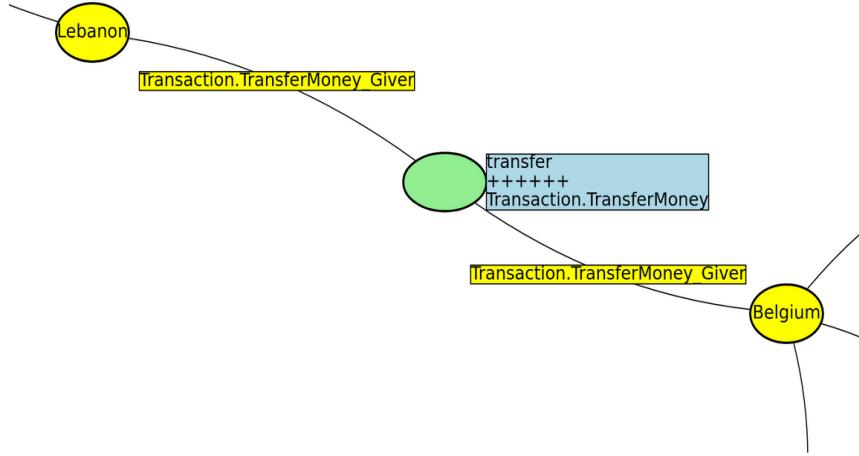 Lebanon
Transaction.TransferMoney_Giver
transfer
++++++
Transaction.TransferMoney
Transaction.TransferMoney_Giver
Belgium